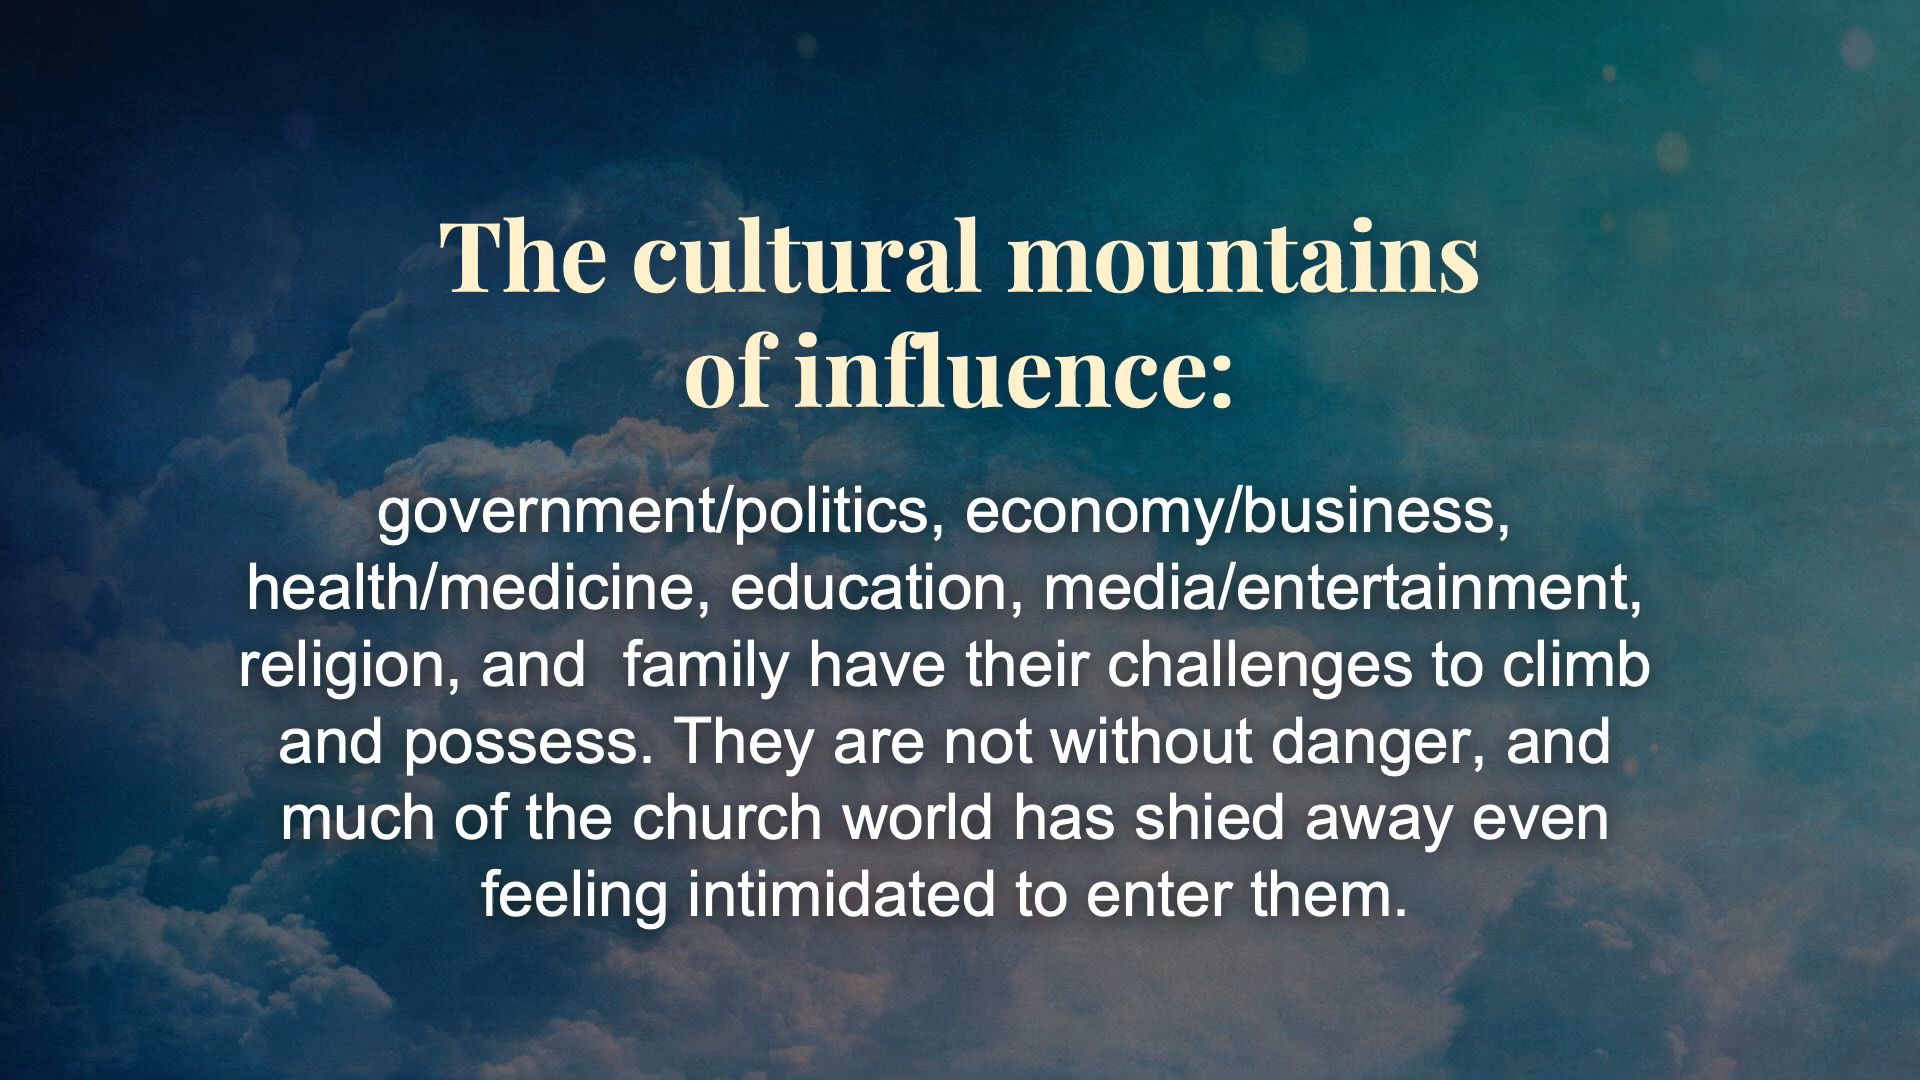 The cultural mountains
of influence:
government/politics, economy/business,
health/medicine, education, media/entertainment,
religion, and  family have their challenges to climb
and possess. They are not without danger, and
much of the church world has shied away even
feeling intimidated to enter them.